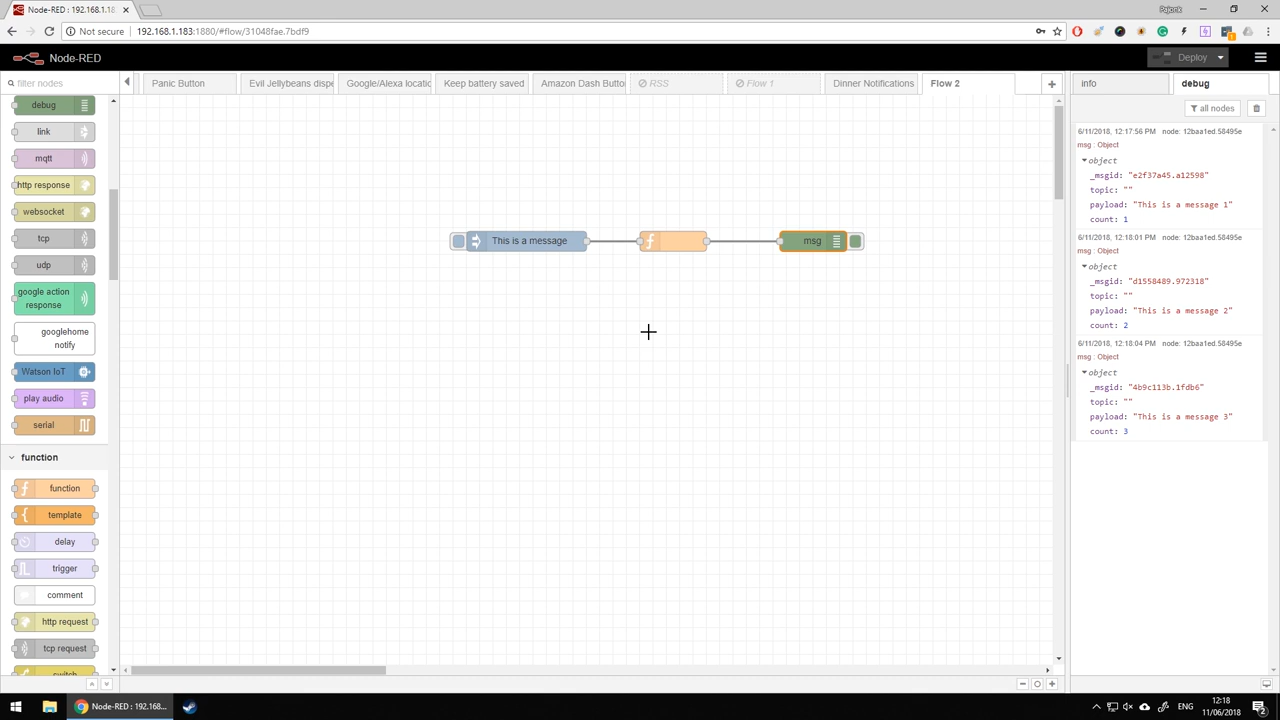 Node-RED : 192.168.1.18
Pajorek
Not secure
192.168.1.183:1880/#flow/31048fae.7bdf9
Node-RED
Deploy
filter nodes
Panic Button
Evil Jellybeans dispe
Google/Alexa locatio
Keep battery saved
Amazon Dash Button
RSS
Flow 1
Dinner Notifications
Flow 2
info
debug
all nodes
debug
link
mqtt
http response
websocket
tcp
udp
google action
response
googlehome
notify
Watson IoT
play audio
serial
function
function
template
delay
trigger
comment
http request
tcp request
switch
This is a message
msg
6/11/2018, 12:17:56 PM node: 12baa1ed.58495e
msg : Object
object
_msgid: "e2f37a45.a12598"
topic: ""
payload: "This is a message 1"
count: 1
6/11/2018, 12:18:01 PM node: 12baa1ed.58495e
msg : Object
object
_msgid: "d1558489.972318"
topic: ""
payload: "This is a message 2"
count: 2
6/11/2018, 12:18:04 PM node: 12baa1ed.58495e
msg : Object
object
_msgid: "4b9c113b.1fdb6"
topic: ""
payload: "This is a message 3"
count: 3
Node-RED : 192.168...
ENG
12:18
11/06/2018
2